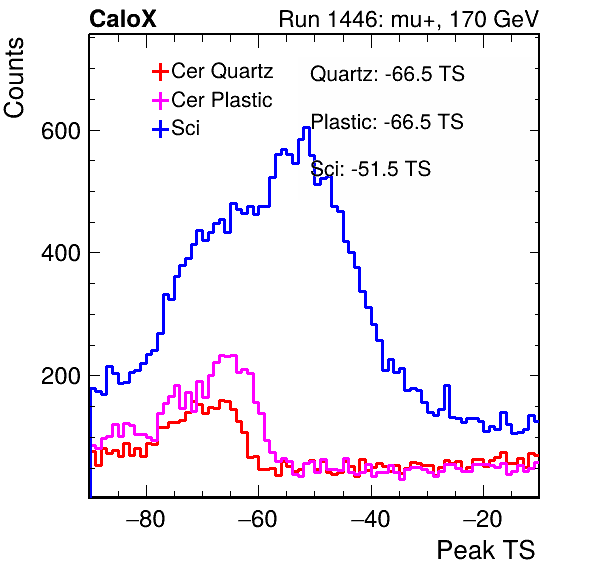 CaloX Run 1446: mu+, 170 GeV
Counts
Cer Quartz
Cer Plastic
Sci
Quartz: -66.5 TS
Plastic: -66.5 TS
Sci: -51.5 TS
600
400
200
−80 −60 −40 −20
Peak TS